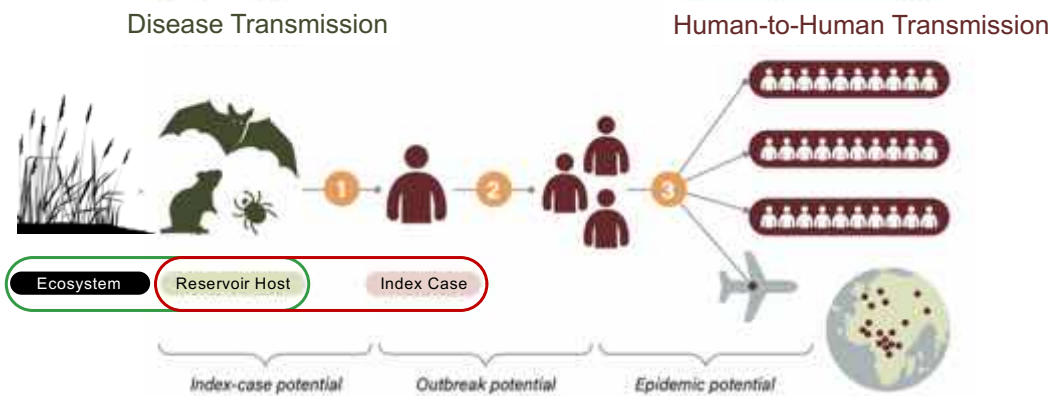 Disease Transmission
Human-to-Human Transmission
1
2
3
Ecosystem
Reservoir Host
Index Case
Index-case potential
Outbreak potential
Epidemic potential